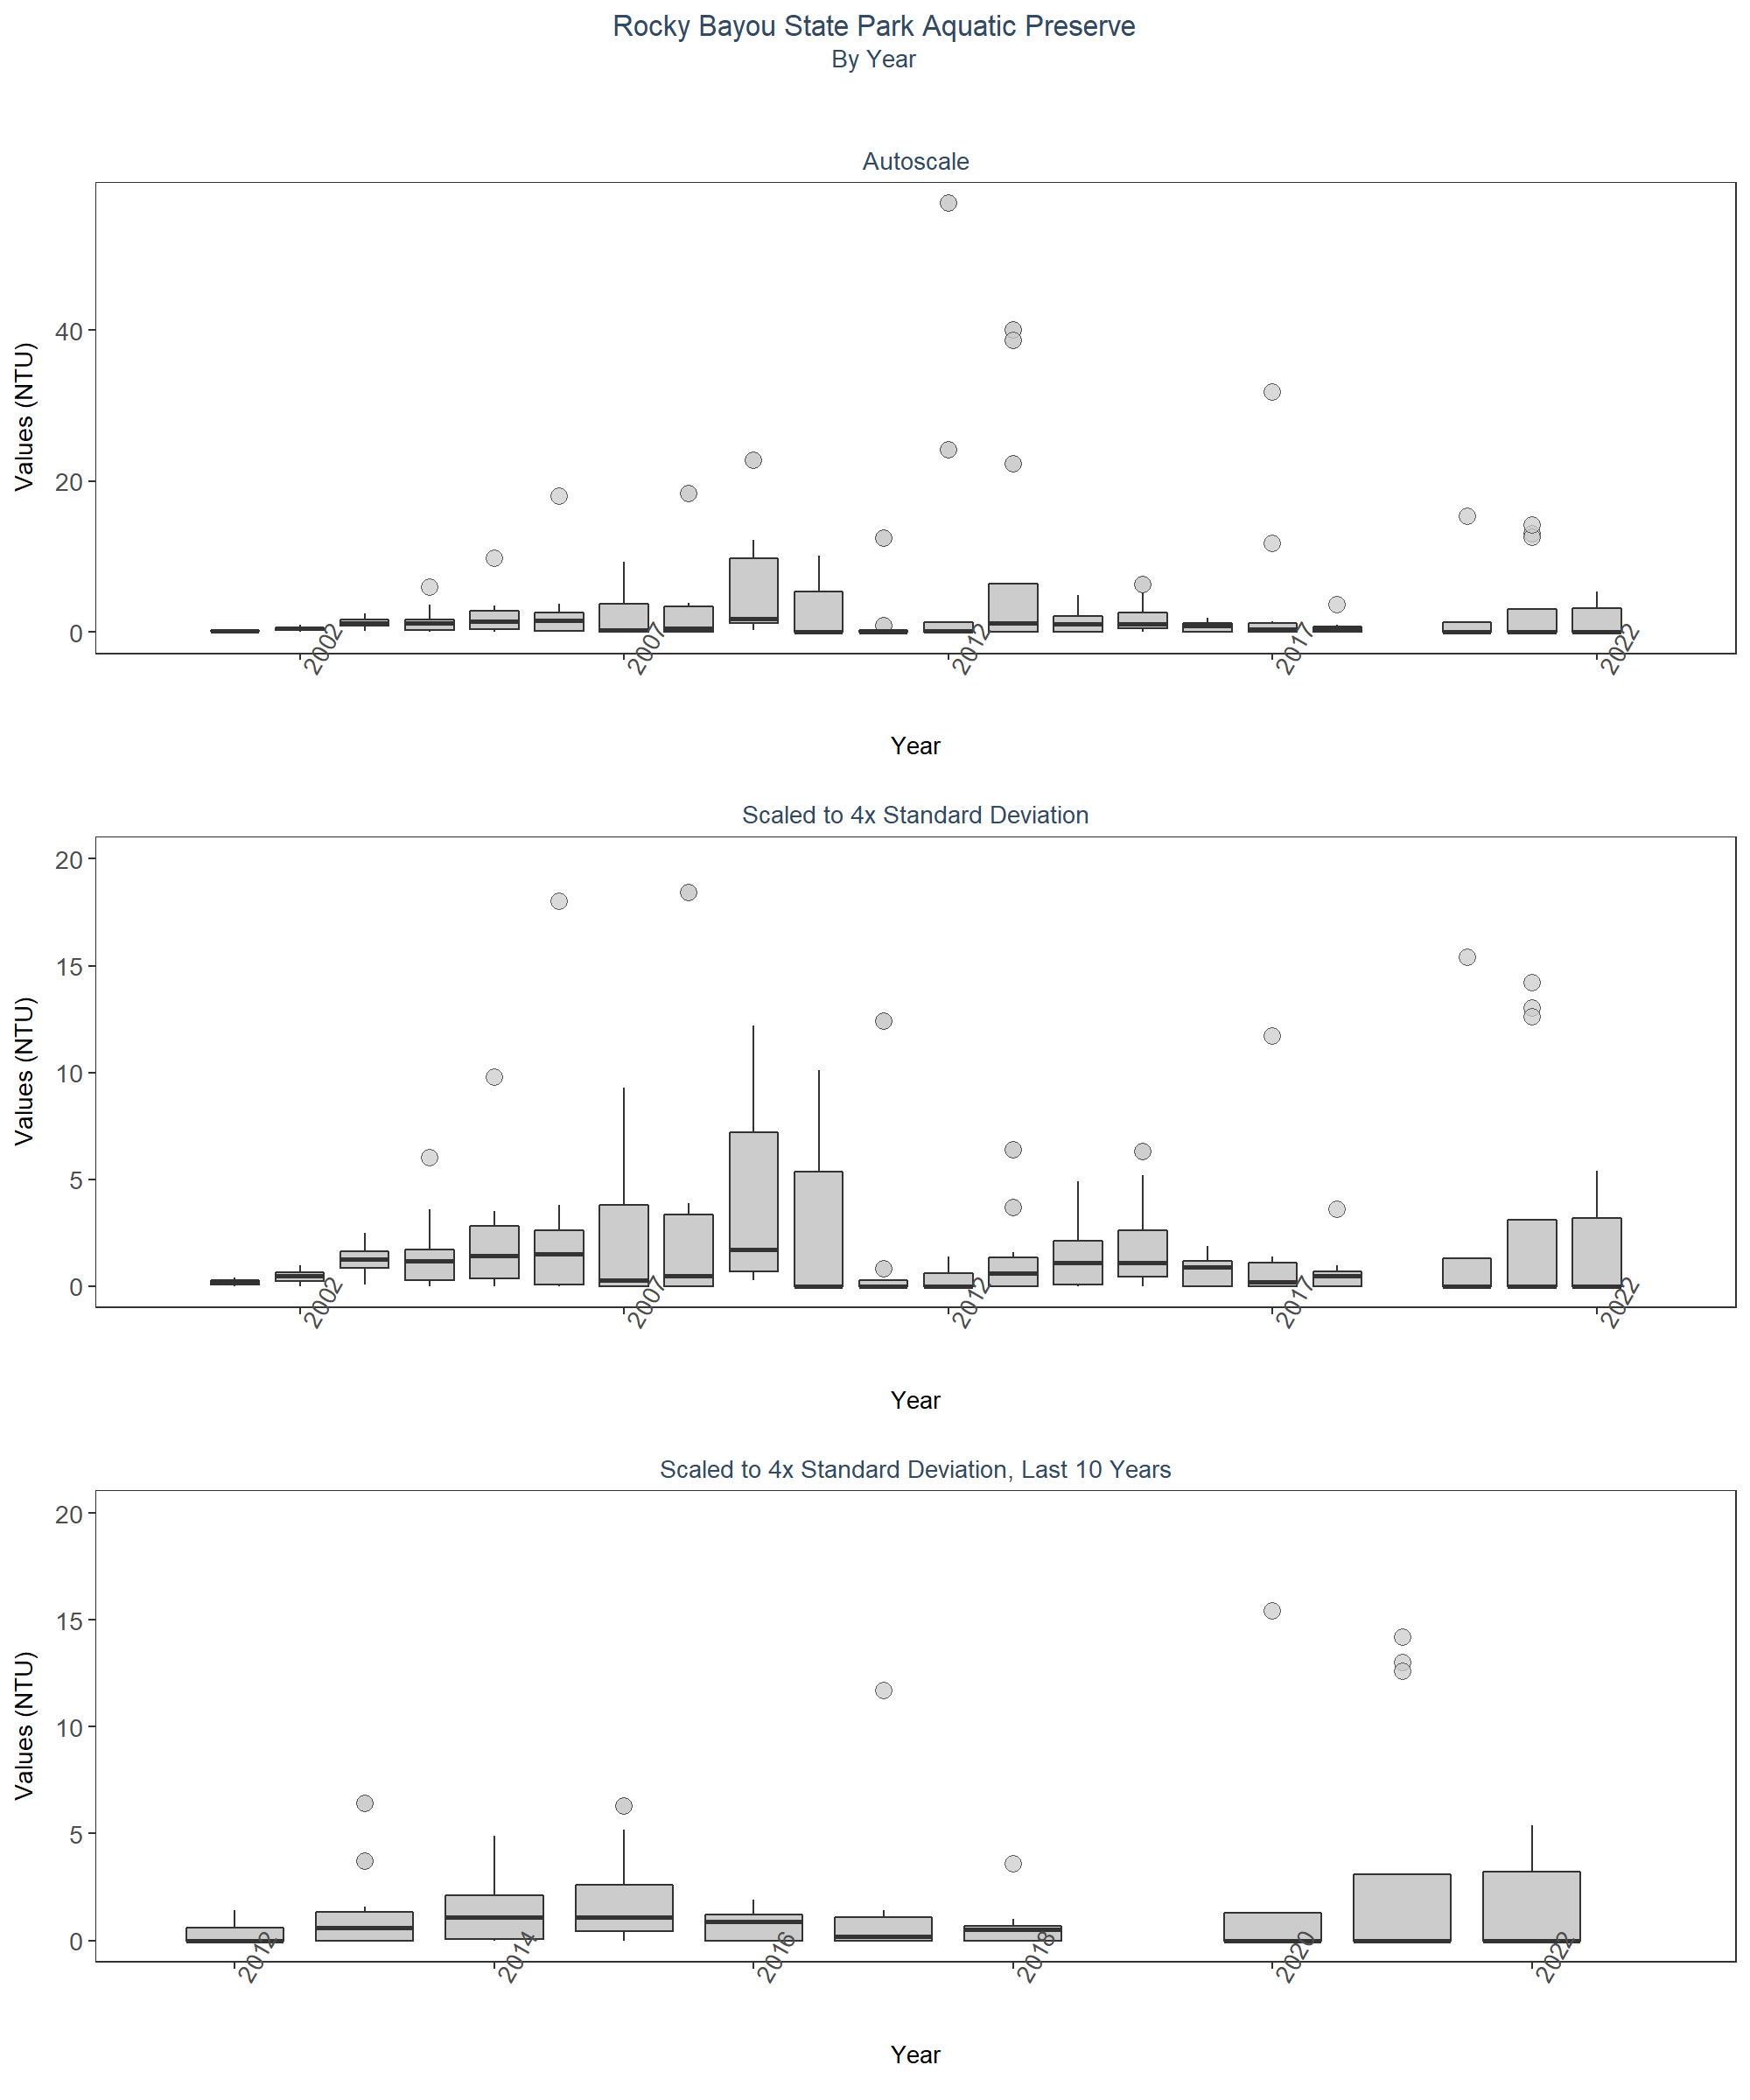 Rocky Bayou State Park Aquatic Preserve
By Year
Autoscale
Values (NTU)
40
20
0
2002 2007 2012 2017 2022
Year
Scaled to 4x Standard Deviation
Values (NTU)
20
15
10
5
0
2002 2007 2012 2017 2022
Year
Scaled to 4x Standard Deviation, Last 10 Years
Values (NTU)
20
15
10
5
0
2012 2014 2016 2018 2020 2022
Year